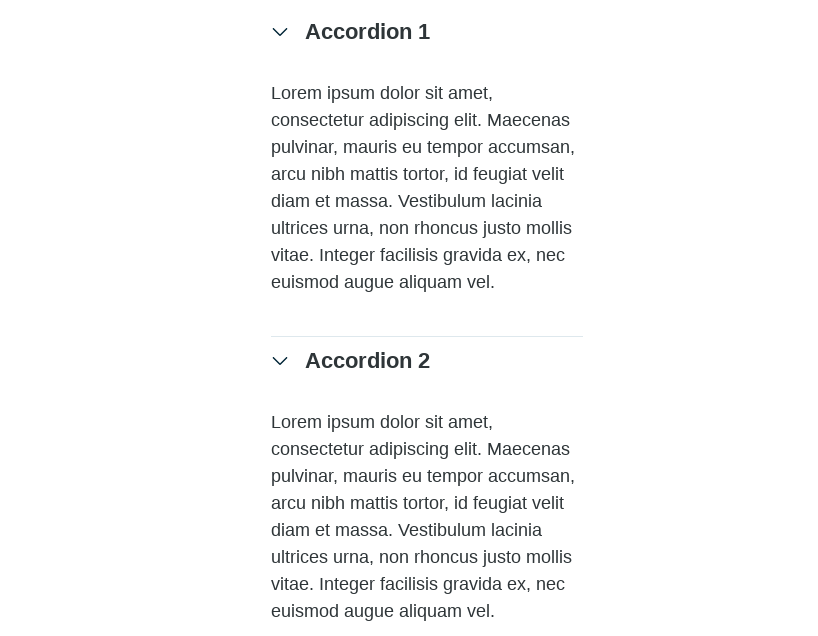 Accordion 1
Lorem ipsum dolor sit amet,
consectetur adipiscing elit. Maecenas
pulvinar, mauris eu tempor accumsan,
arcu nibh mattis tortor, id feugiat velit
diam et massa. Vestibulum lacinia
ultrices urna, non rhoncus justo mollis
vitae. Integer facilisis gravida ex, nec
euismod augue aliquam vel.
Accordion 2
Lorem ipsum dolor sit amet,
consectetur adipiscing elit. Maecenas
pulvinar, mauris eu tempor accumsan,
arcu nibh mattis tortor, id feugiat velit
diam et massa. Vestibulum lacinia
ultrices urna, non rhoncus justo mollis
vitae. Integer facilisis gravida ex, nec
euismod augue aliquam vel.